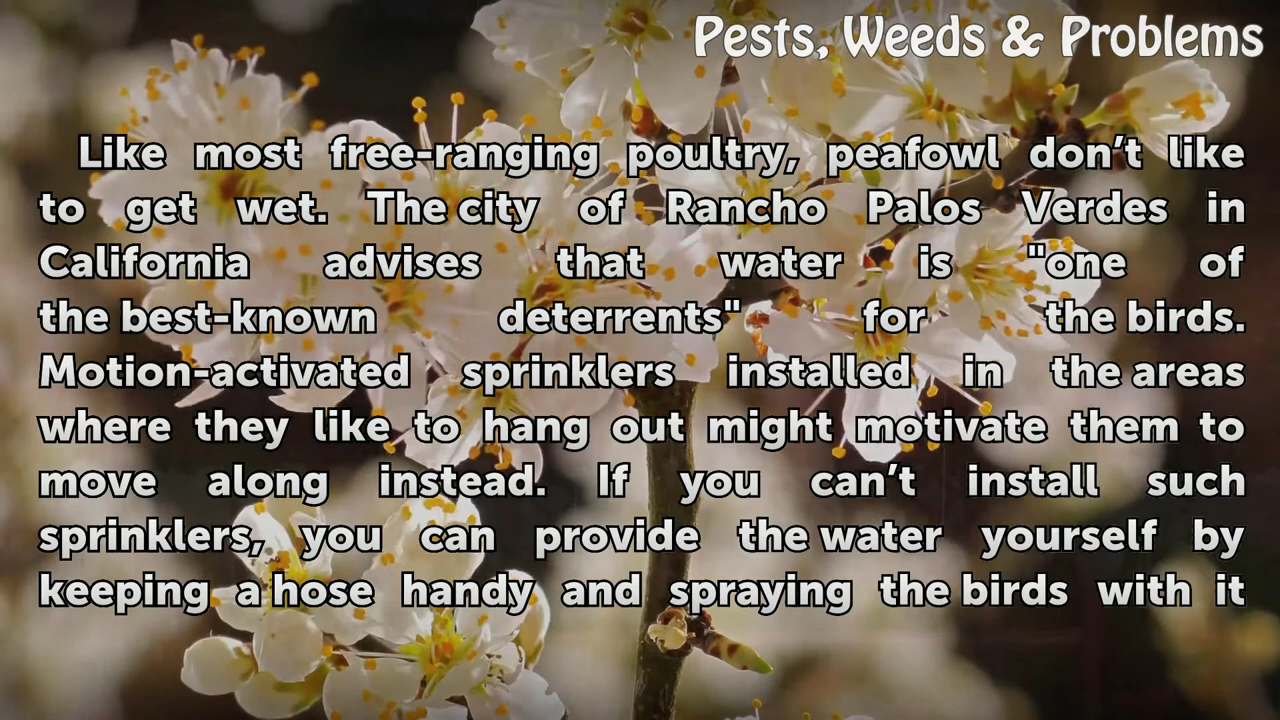 Pests, Weeds & Problems
Like most free-ranging poultry, peafowl don’t like
to get wet. The city of Rancho Palos Verdes in
California advises that water is "one of
the best-known deterrents" for the birds.
Motion-activated sprinklers installed in the areas
where they like to hang out might motivate them to
move along instead. If you can’t install such
sprinklers, you can provide the water yourself by
keeping a hose handy and spraying the birds with it